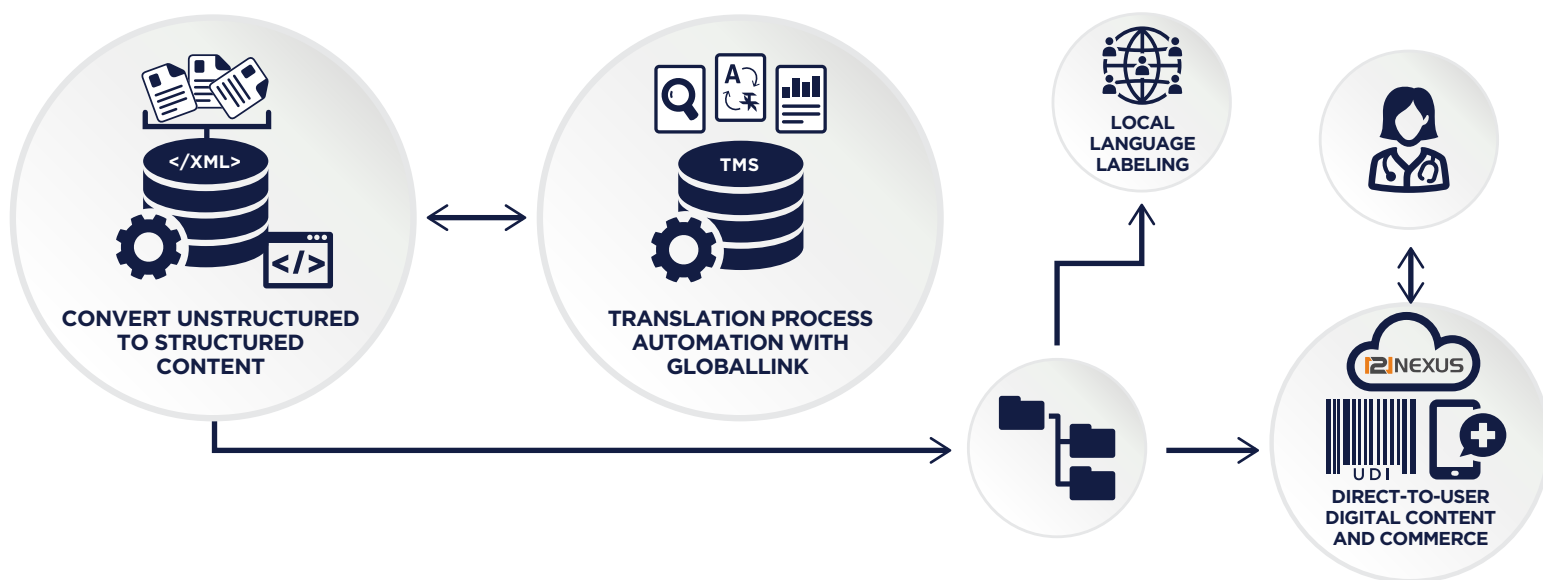 </XML>
</>
CONVERT UNSTRUCTURED
TO STRUCTURED
CONTENT
A
TMS
TRANSLATION PROCESS
AUTOMATION WITH
GLOBALLINK
LOCAL
LANGUAGE
LABELING
NEXUS
UDI
DIRECT-TO-USER
DIGITAL CONTENT
AND COMMERCE